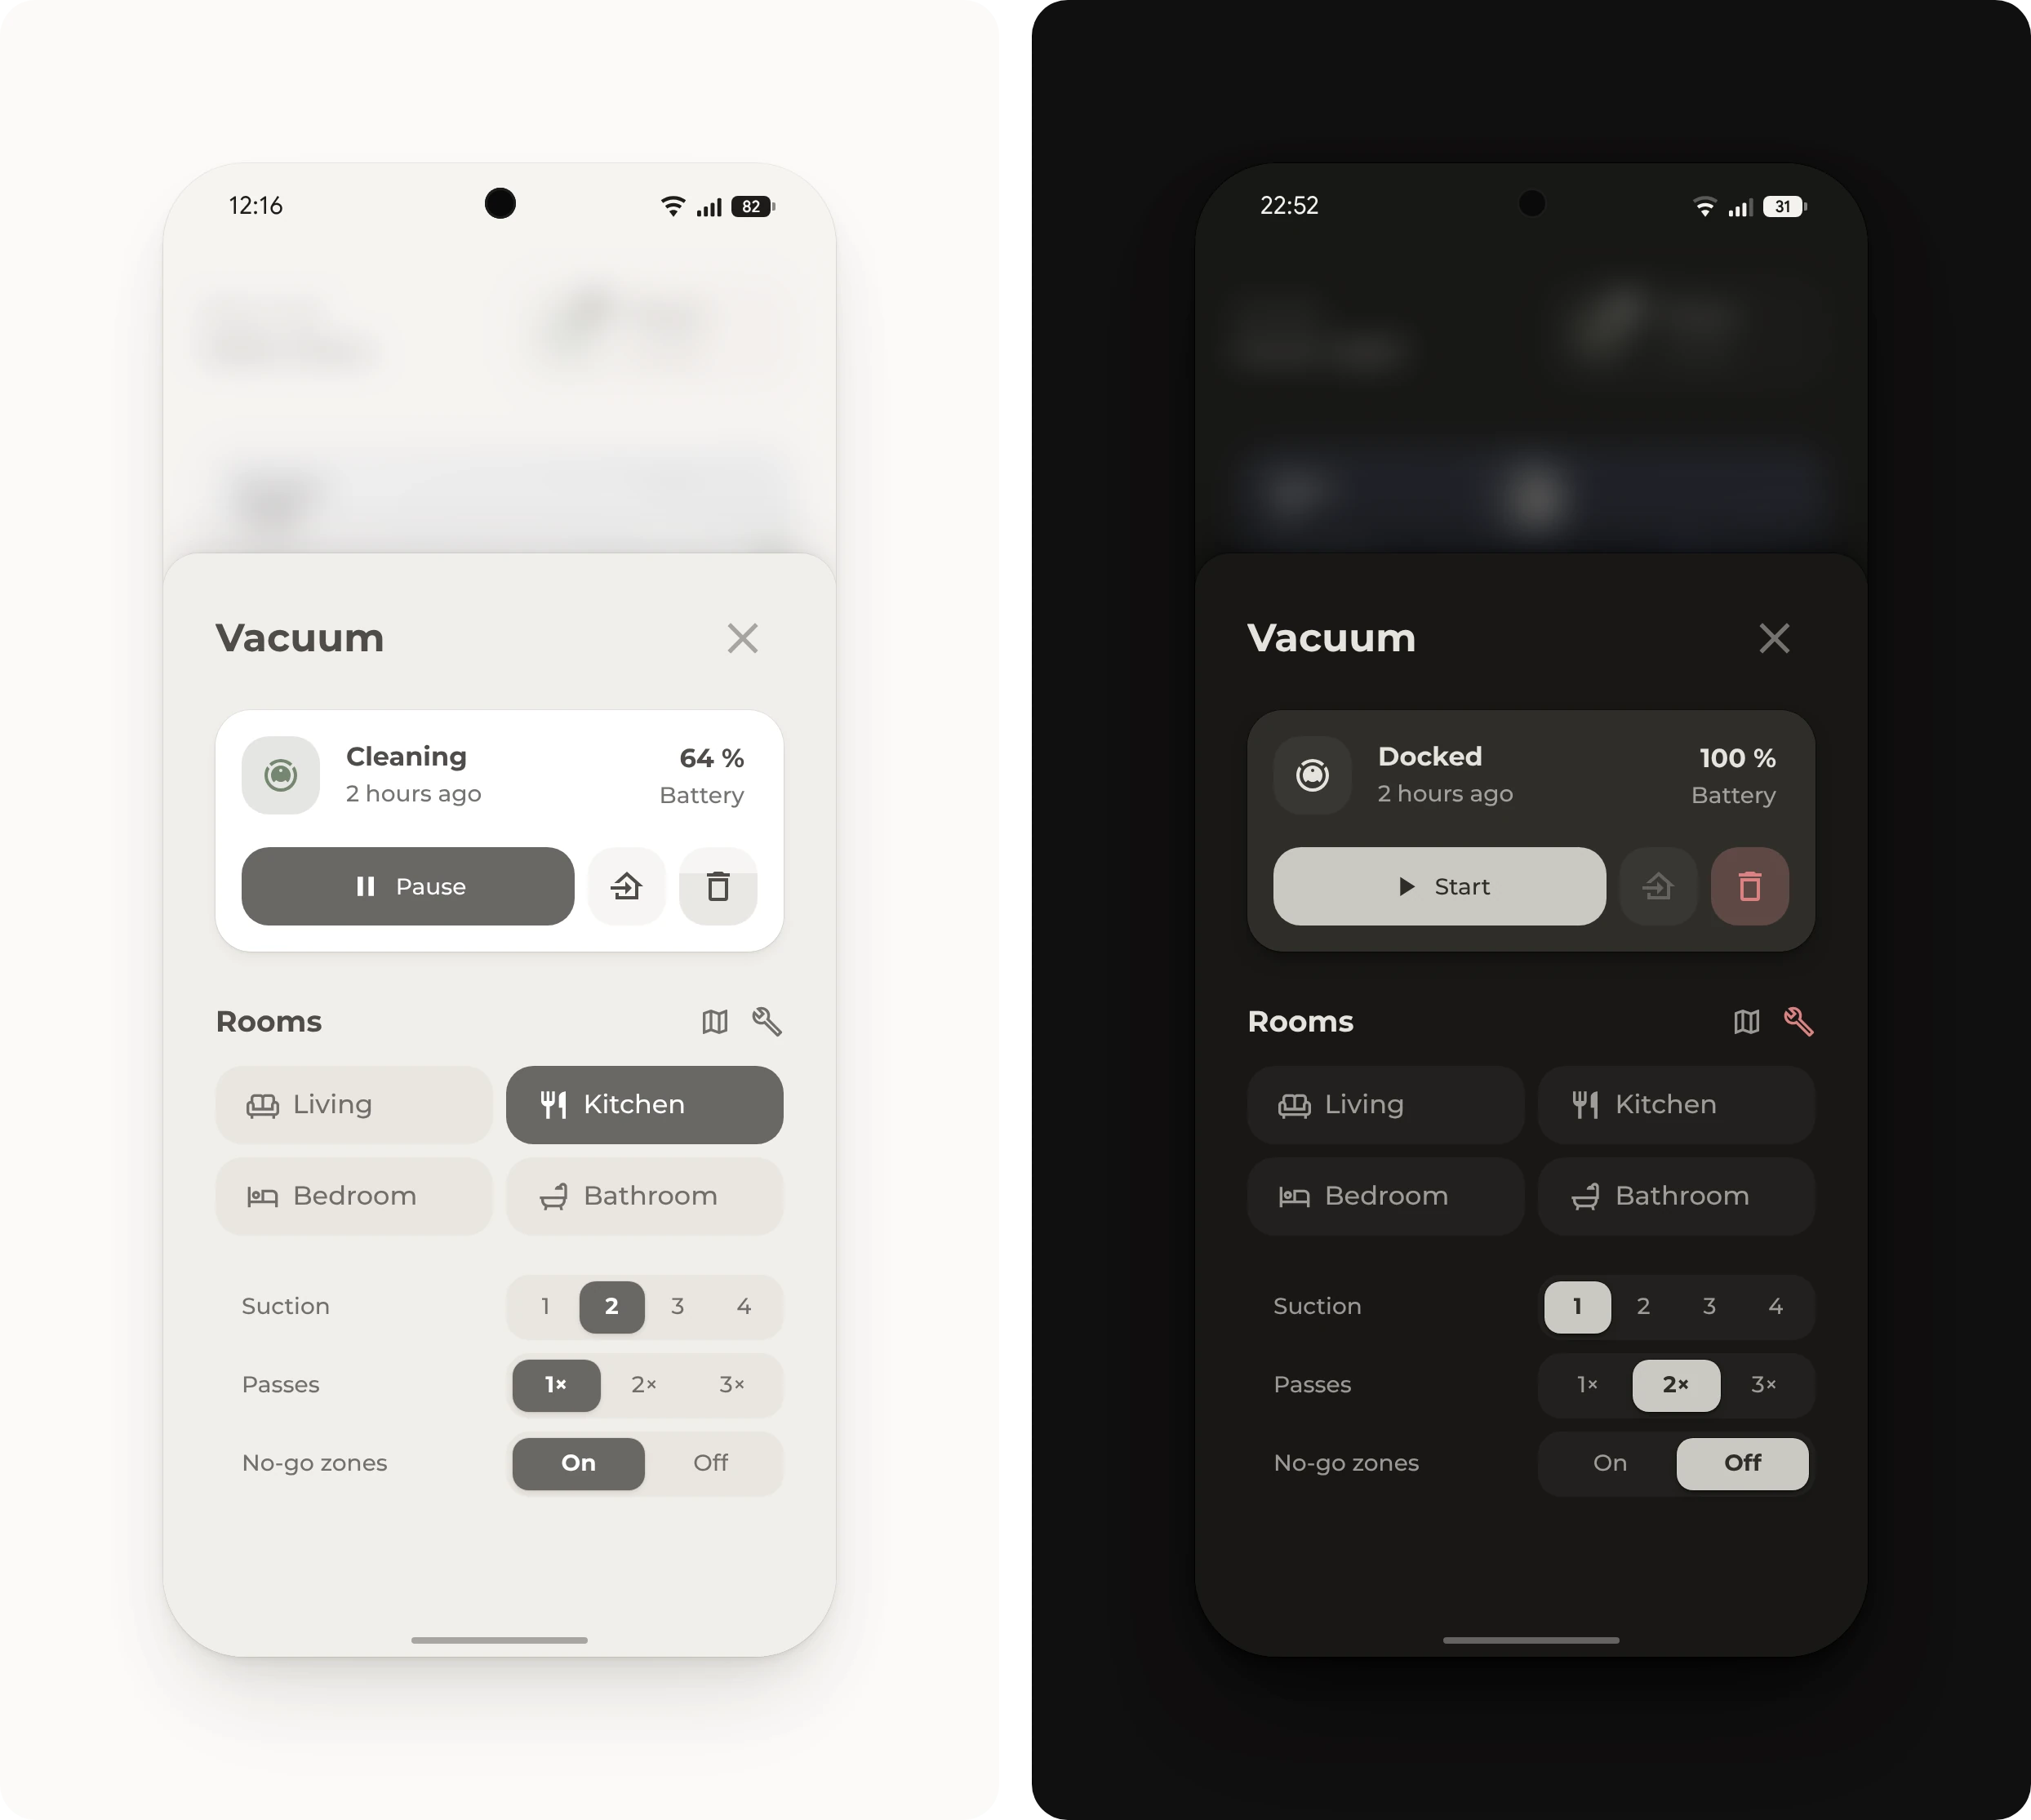 12:16
82
Vacuum
Cleaning
64 %
2 hours ago
Battery
Pause
Rooms
Living
Kitchen
Bedroom
Bathroom
Suction
1 2 3 4
Passes
1× 2× 3×
No-go zones
On Off
22:52
31
Vacuum
Docked
100 %
2 hours ago
Battery
Start
Rooms
Living
Kitchen
Bedroom
Bathroom
Suction
1 2 3 4
Passes
1× 2× 3×
No-go zones
On Off